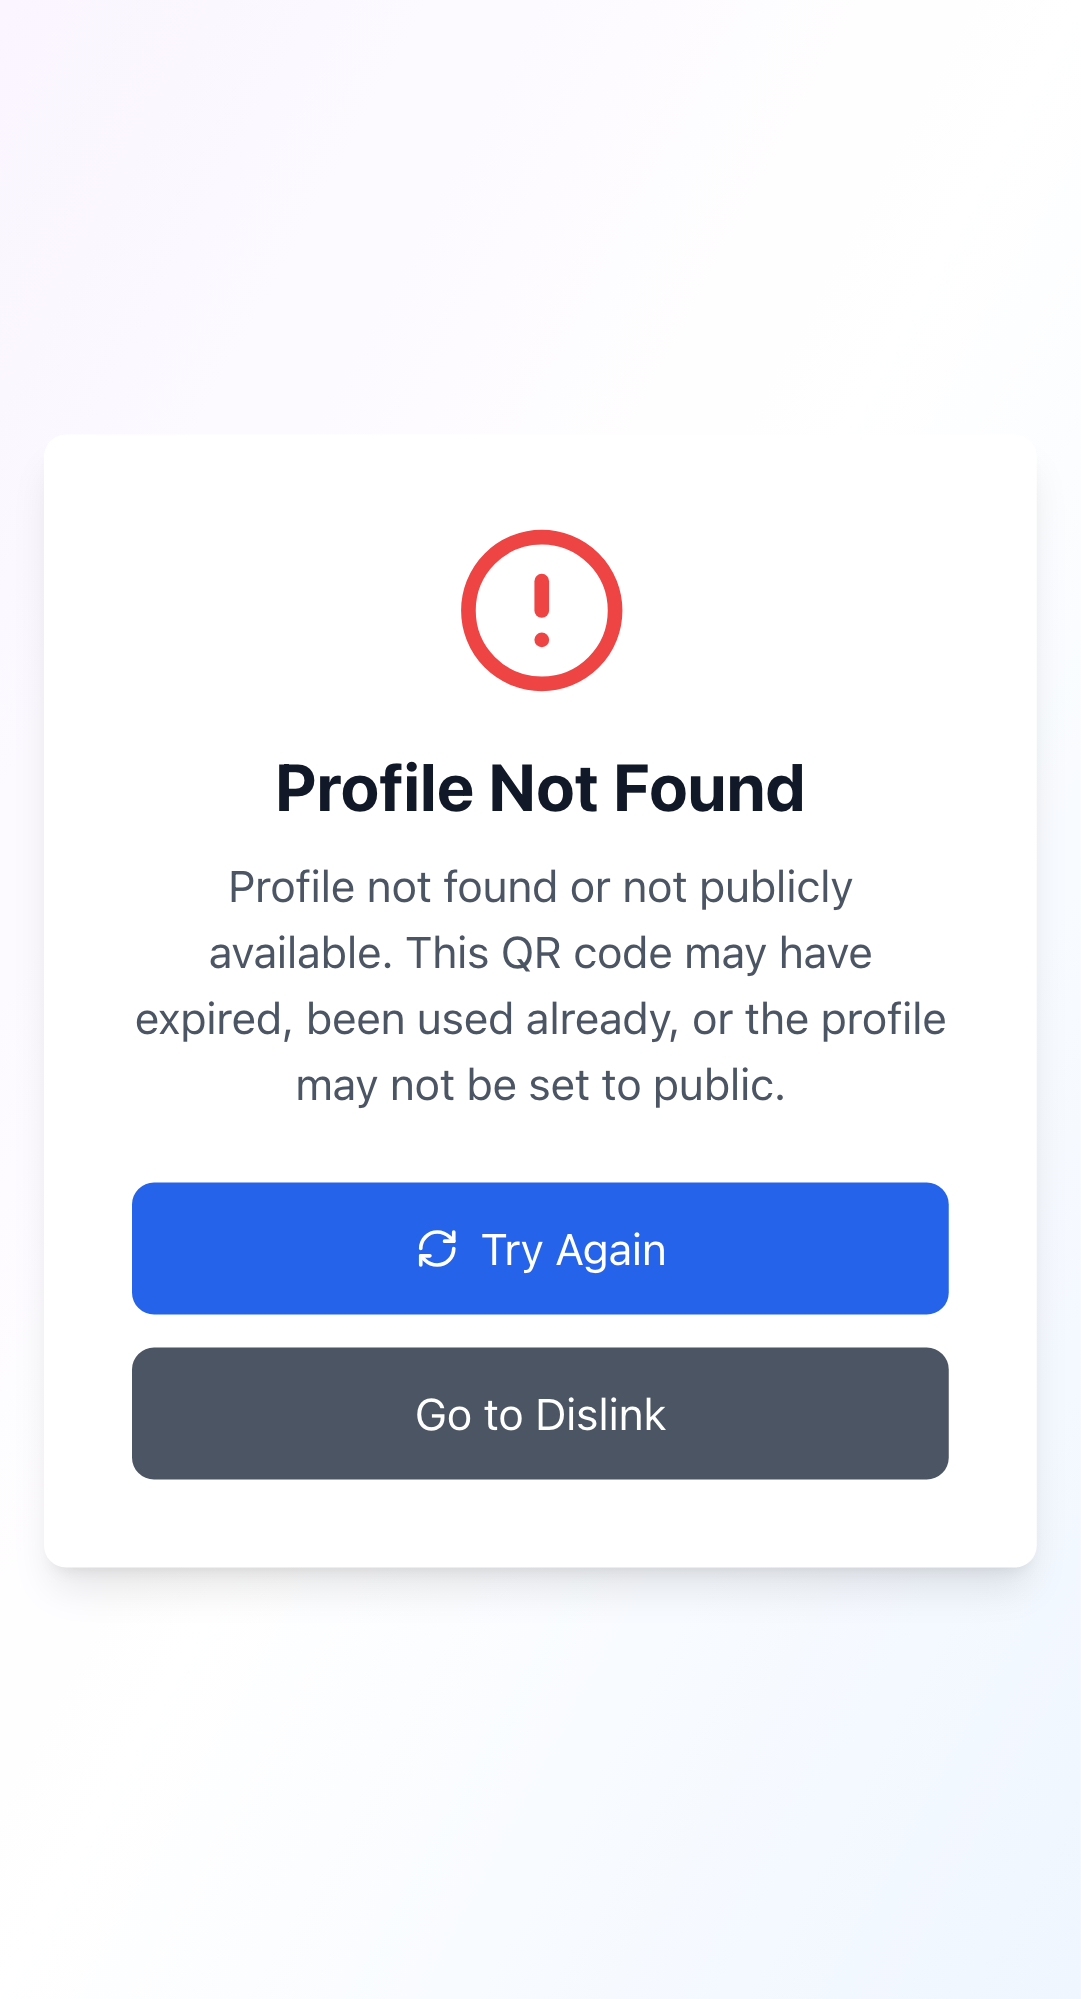 Profile Not Found
Profile not found or not publicly
available. This QR code may have
expired, been used already, or the profile
may not be set to public.
Try Again
Go to Dislink